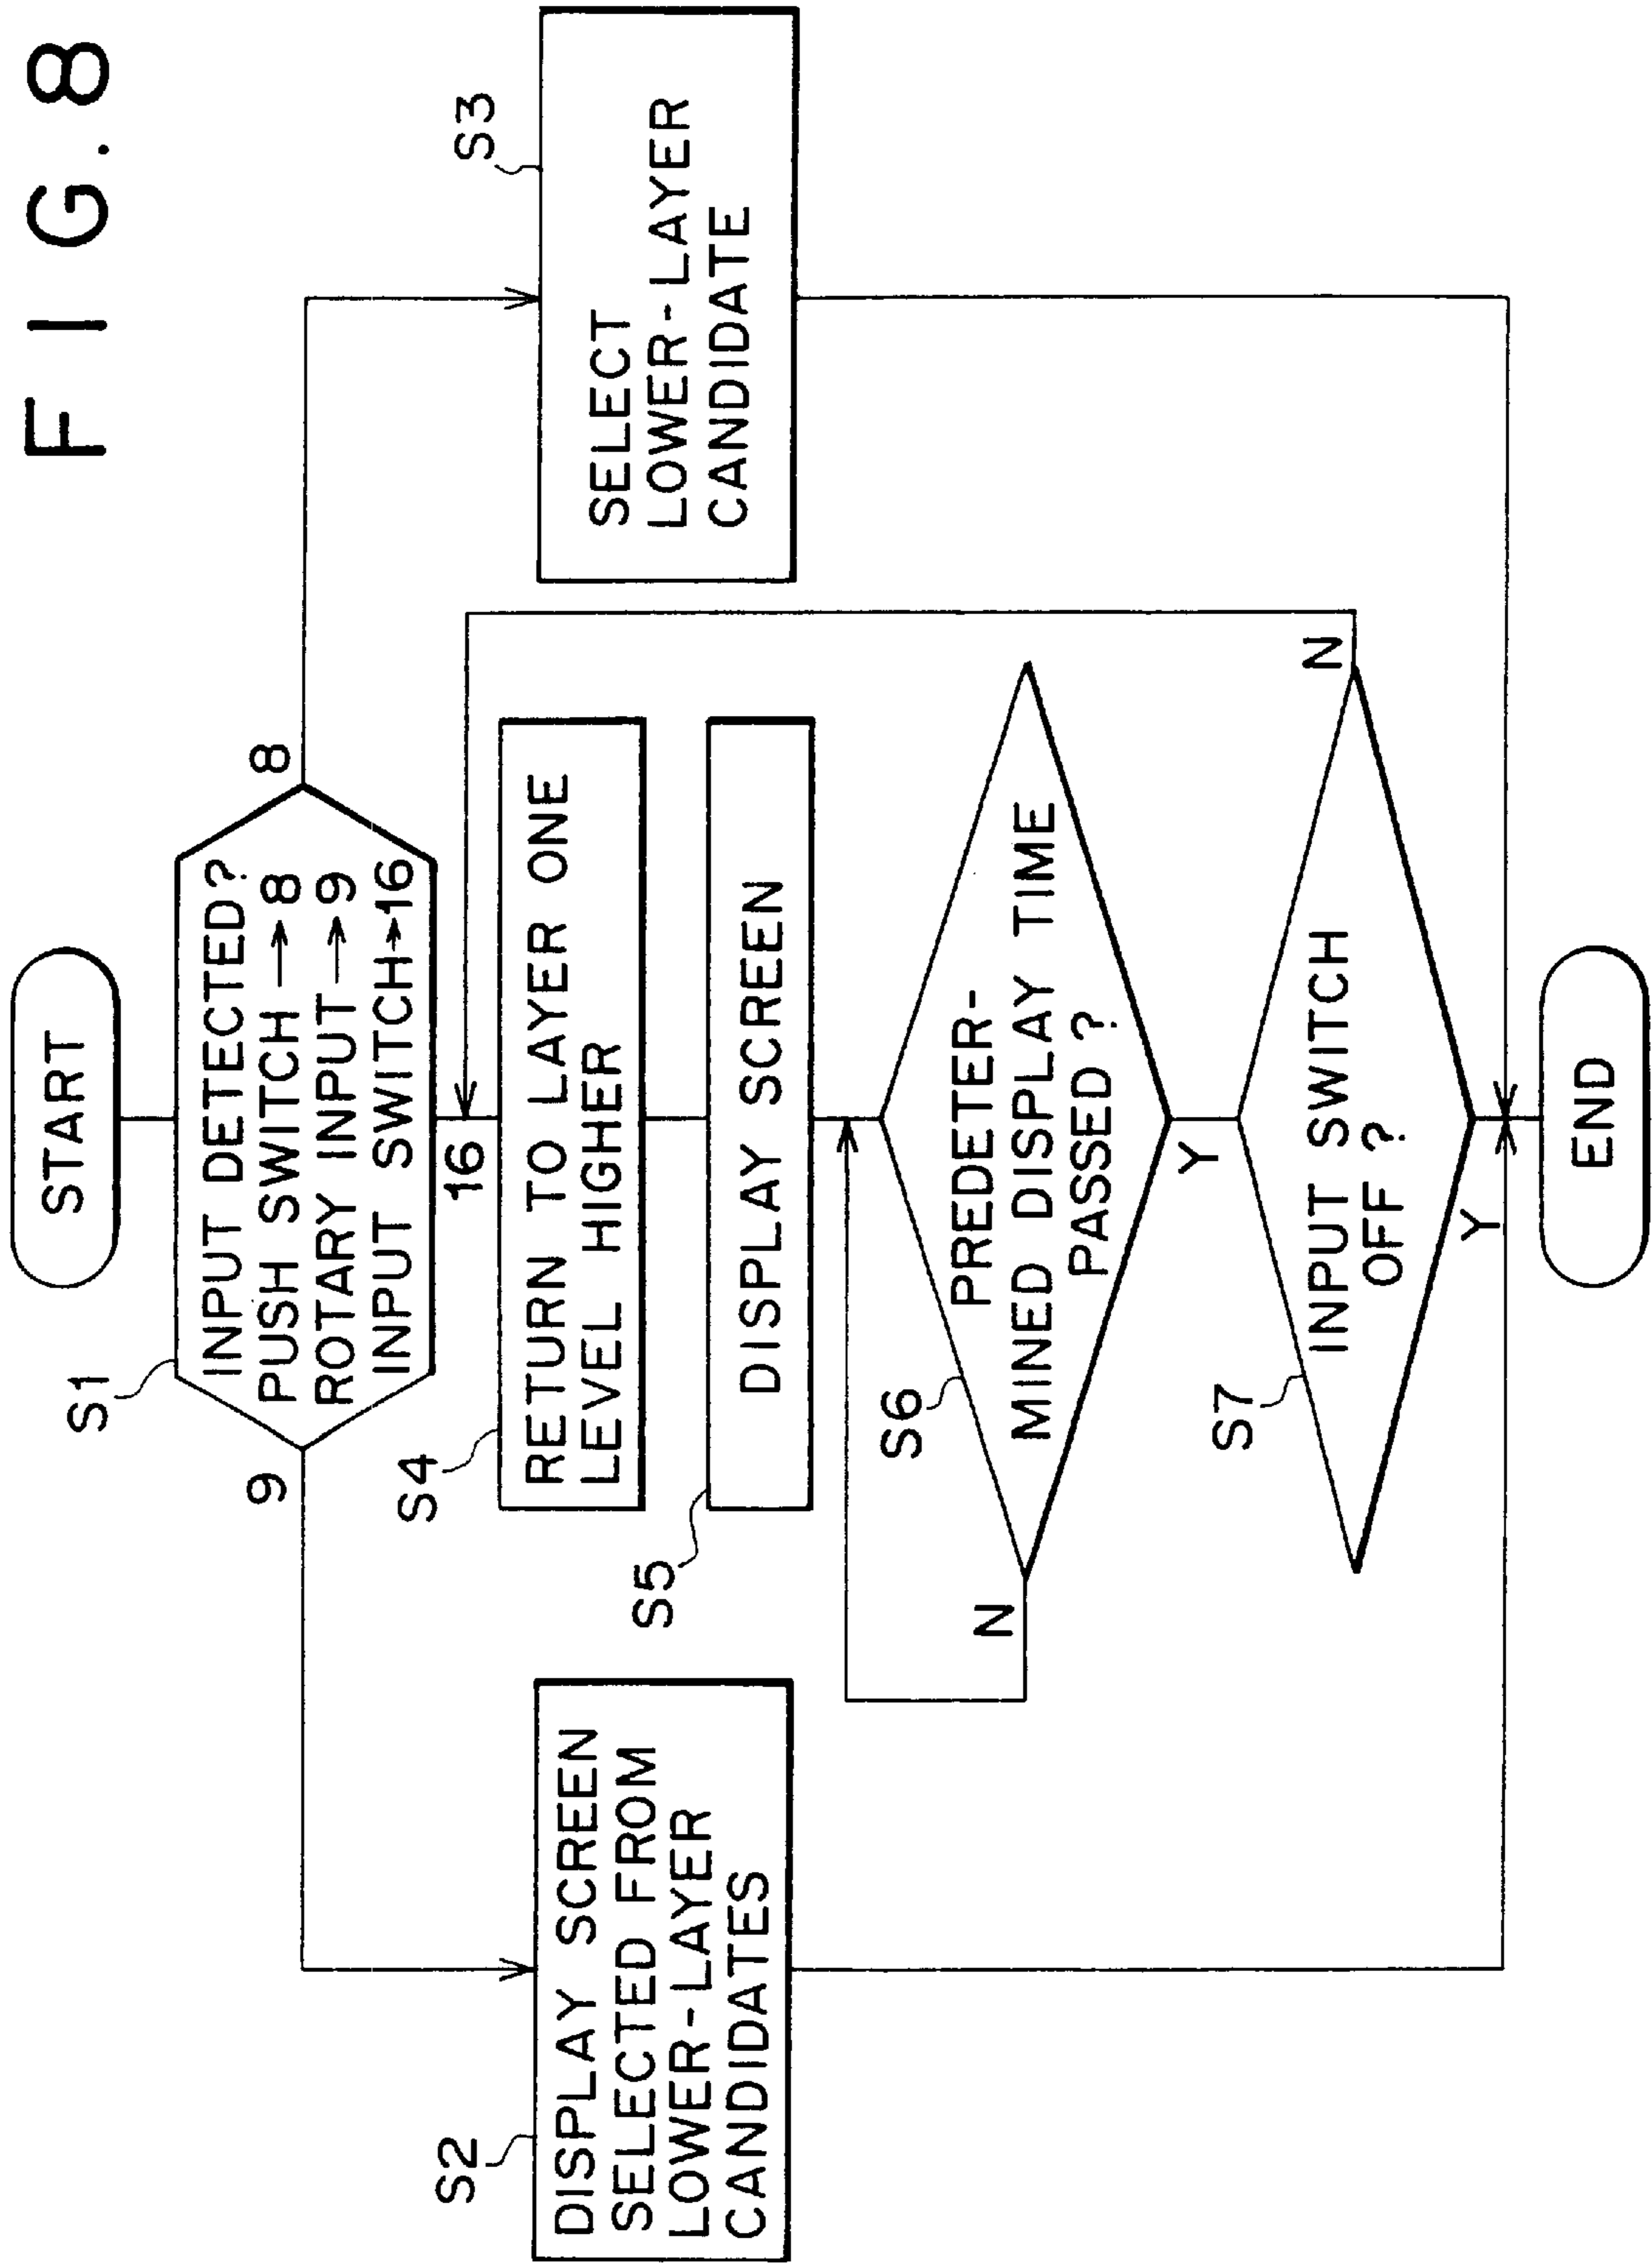 FIG.8
START
S1
INPUT DETECTED?
PUSH SWITCH → 8
ROTARY INPUT → 9
INPUT SWITCH → 16
9
8
16
S2
DISPLAY SCREEN
SELECTED FROM
LOWER-LAYER
CANDIDATES
S3
SELECT
LOWER-LAYER
CANDIDATE
S4
RETURN TO LAYER ONE
LEVEL HIGHER
S5
DISPLAY SCREEN
S6
PREDETER-
MINED DISPLAY TIME
PASSED ?
N
Y
S7
INPUT SWITCH
OFF ?
N
Y
END